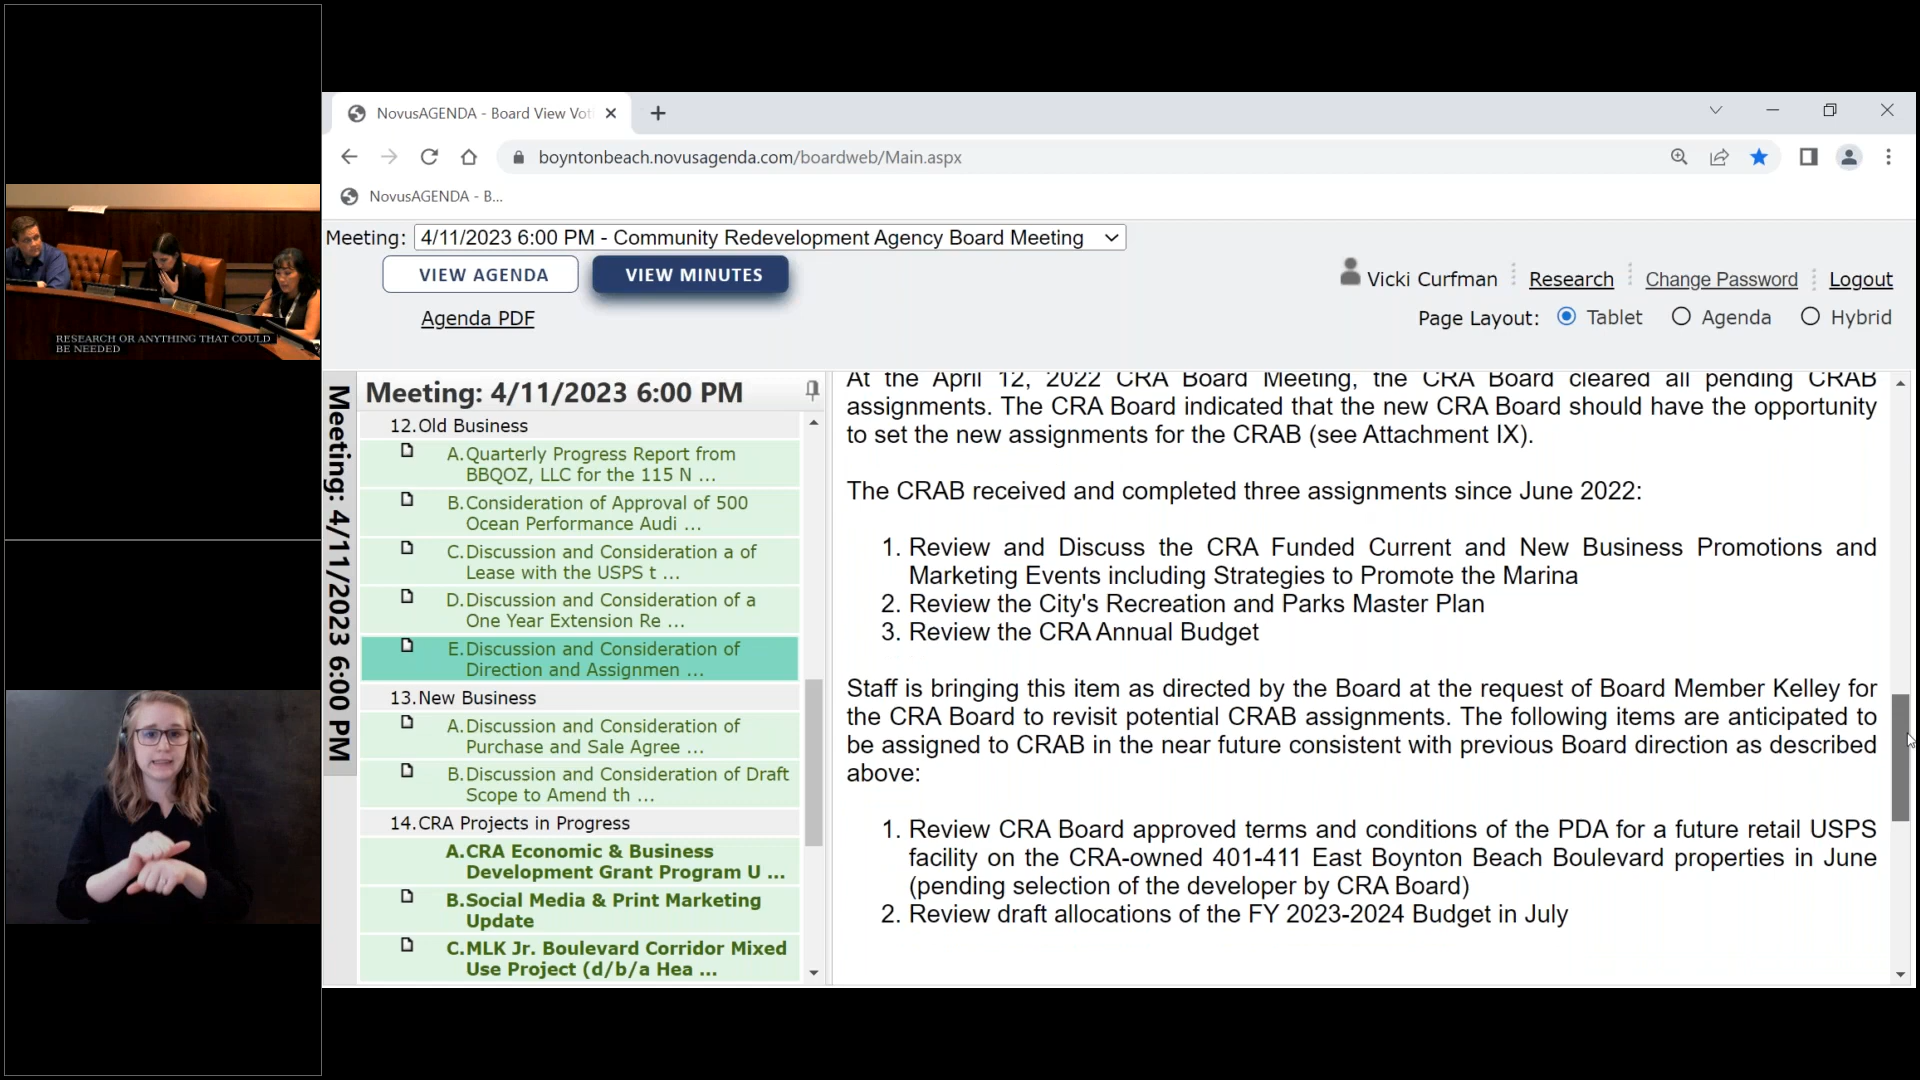 NovusAGENDA - Board View Voti
boyntonbeach.novusagenda.com/boardweb/Main.aspx
NovusAGENDA - B...
Meeting: 4/11/2023 6:00 PM - Community Redevelopment Agency Board Meeting
VIEW AGENDA VIEW MINUTES
Vicki Curfman Research Change Password Logout
Agenda PDF
Page Layout: Tablet Agenda Hybrid
RESEARCH OR ANYTHING THAT COULD
BE NEEDED
Meeting: 4/11/2023 6:00 PM
Meeting: 4/11/2023 6:00 PM
12.Old Business
A.Quarterly Progress Report from
BBQOZ, LLC for the 115 N ...
B.Consideration of Approval of 500
Ocean Performance Audi ...
C.Discussion and Consideration a of
Lease with the USPS t ...
D.Discussion and Consideration of a
One Year Extension Re ...
E.Discussion and Consideration of
Direction and Assignmen ...
13.New Business
A.Discussion and Consideration of
Purchase and Sale Agree ...
B.Discussion and Consideration of Draft
Scope to Amend th ...
14.CRA Projects in Progress
A.CRA Economic & Business
Development Grant Program U ...
B.Social Media & Print Marketing
Update
C.MLK Jr. Boulevard Corridor Mixed
Use Project (d/b/a Hea ...
At the April 12, 2022 CRA Board Meeting, the CRA Board cleared all pending CRAB
assignments. The CRA Board indicated that the new CRA Board should have the opportunity
to set the new assignments for the CRAB (see Attachment IX).
The CRAB received and completed three assignments since June 2022:
1. Review and Discuss the CRA Funded Current and New Business Promotions and
Marketing Events including Strategies to Promote the Marina
2. Review the City's Recreation and Parks Master Plan
3. Review the CRA Annual Budget
Staff is bringing this item as directed by the Board at the request of Board Member Kelley for
the CRA Board to revisit potential CRAB assignments. The following items are anticipated to
be assigned to CRAB in the near future consistent with previous Board direction as described
above:
1. Review CRA Board approved terms and conditions of the PDA for a future retail USPS
facility on the CRA-owned 401-411 East Boynton Beach Boulevard properties in June
(pending selection of the developer by CRA Board)
2. Review draft allocations of the FY 2023-2024 Budget in July